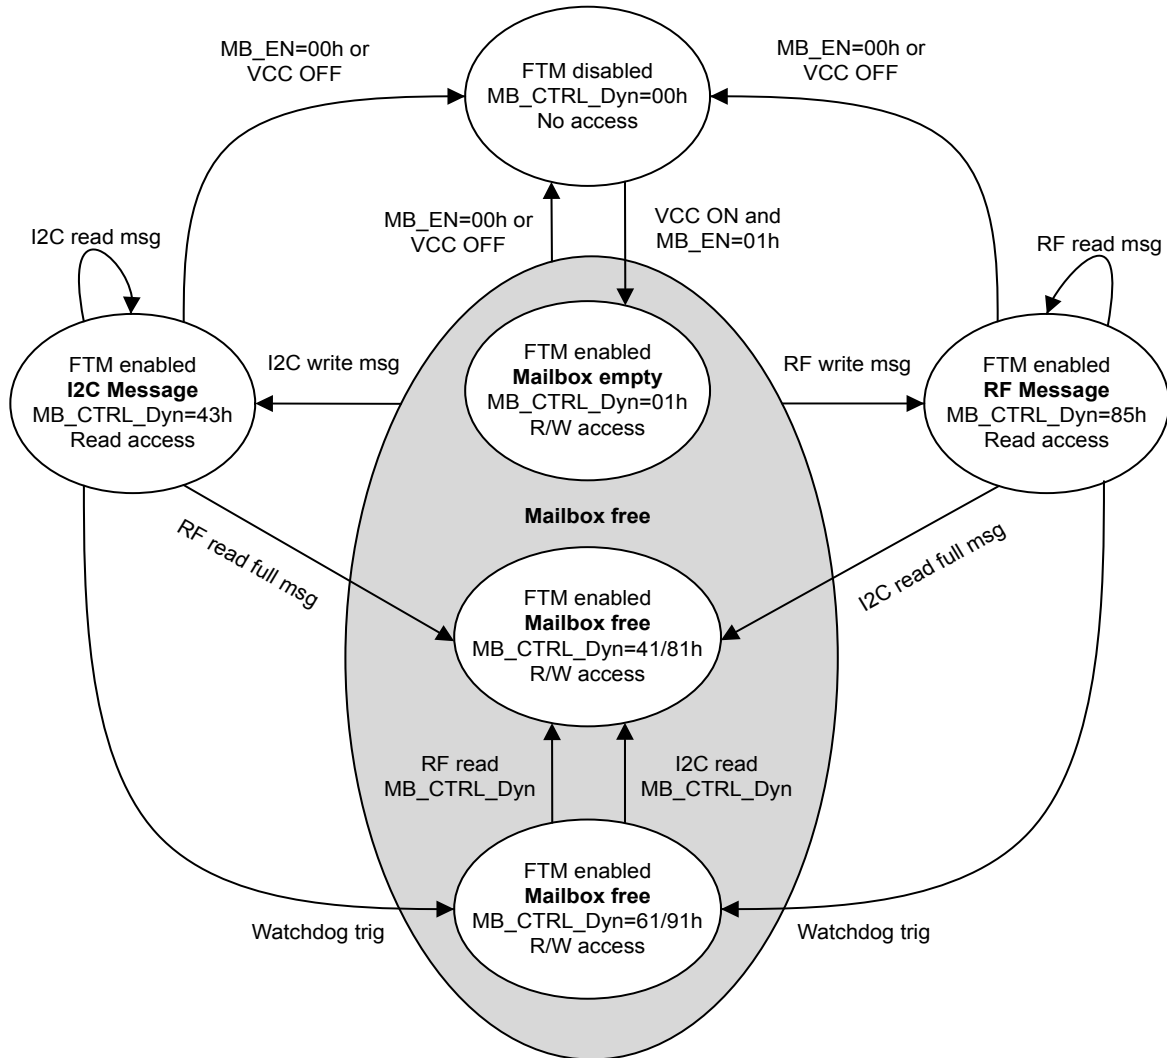 MB_EN=00h or
VCC OFF
FTM disabled
MB_CTRL_Dyn=00h
No access
MB_EN=00h or
VCC OFF
MB_EN=00h or
VCC OFF
VCC ON and
MB_EN=01h
I2C read msg
RF read msg
FTM enabled
I2C Message
MB_CTRL_Dyn=43h
Read access
I2C write msg
FTM enabled
Mailbox empty
MB_CTRL_Dyn=01h
R/W access
RF write msg
FTM enabled
RF Message
MB_CTRL_Dyn=85h
Read access
Mailbox free
RF read full msg
I2C read full msg
FTM enabled
Mailbox free
MB_CTRL_Dyn=41/81h
R/W access
RF read
MB_CTRL_Dyn
I2C read
MB_CTRL_Dyn
FTM enabled
Mailbox free
MB_CTRL_Dyn=61/91h
R/W access
Watchdog trig
Watchdog trig